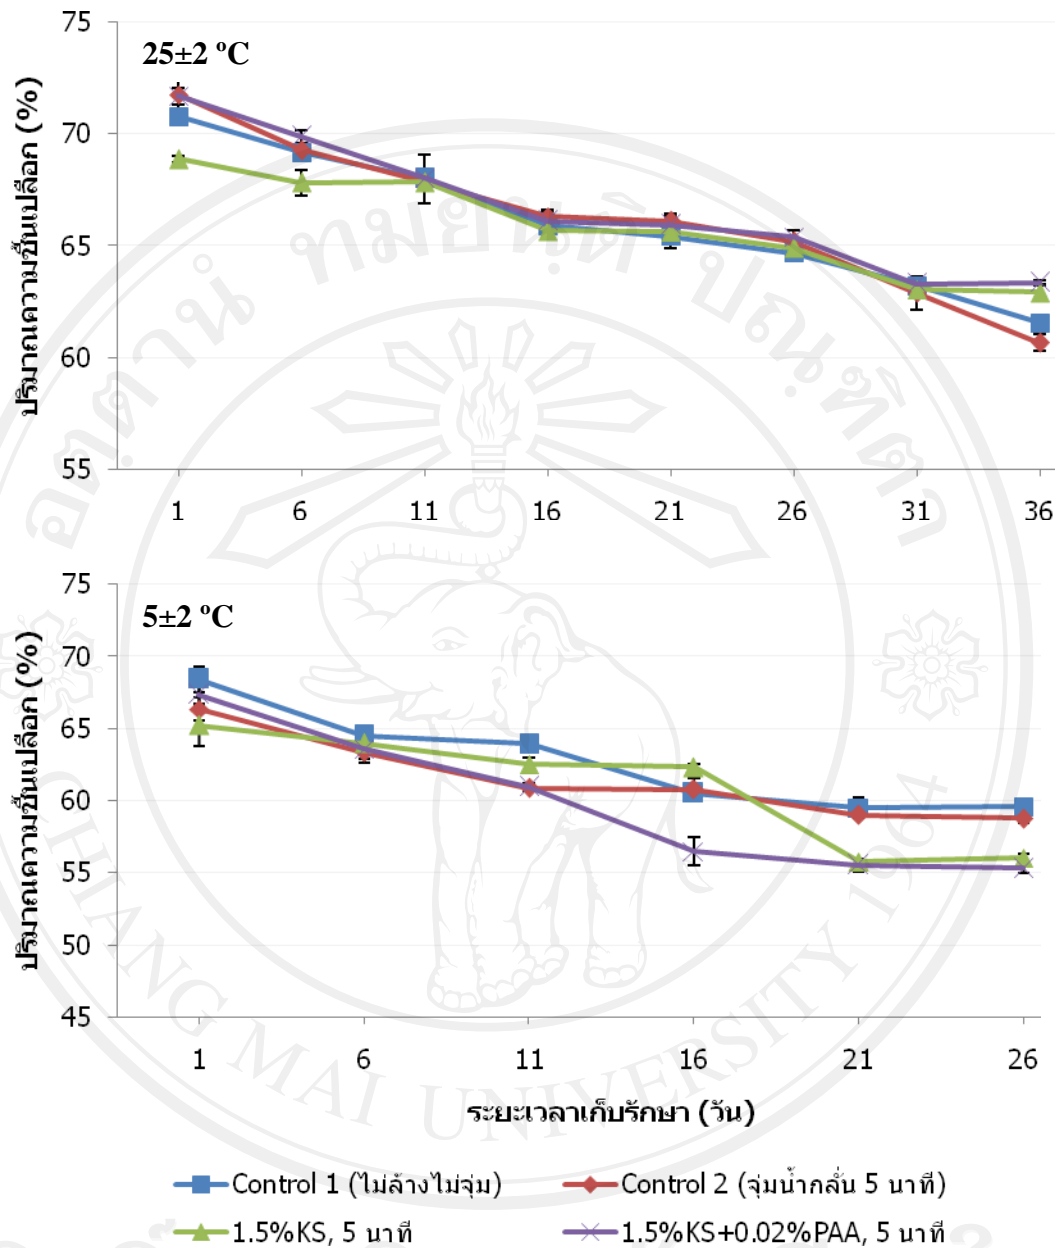 25±2 ºC
ปริมาณความชื้นเปลือก (%)
75
70
65
60
55
1 6 11 16 21 26 31 36
5±2 ºC
ปริมาณความชื้นเปลือก (%)
75
70
65
60
55
50
45
1 6 11 16 21 26
ระยะเวลาเก็บรักษา (วัน)
Control 1 (ไม่ล้างไม่จุ่ม) Control 2 (จุ่มน้ำกลั่น 5 นาที)
1.5%KS, 5 นาที 1.5%KS+0.02%PAA, 5 นาที
CHIANG MAI UNIVERSITY 1964